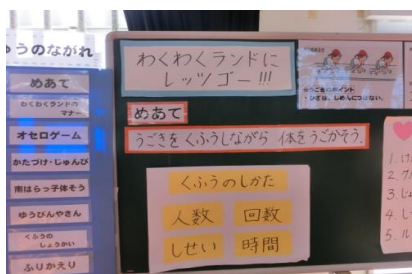 ゅうのながれ
めあて
わくわくランドの
マナー
オセロゲーム
かたづけ・じゅんび
南はらっ子体そう
ゆうびんやさん
くふうの
しょうかい
ふりかえり
わくわくランドに
レッツゴー!!!
めあて
うごきをくふうしながら 体をうごかそう。
くふうのしかた
人数
回数
しせい
時間
1.
2.
3.
4.
5.